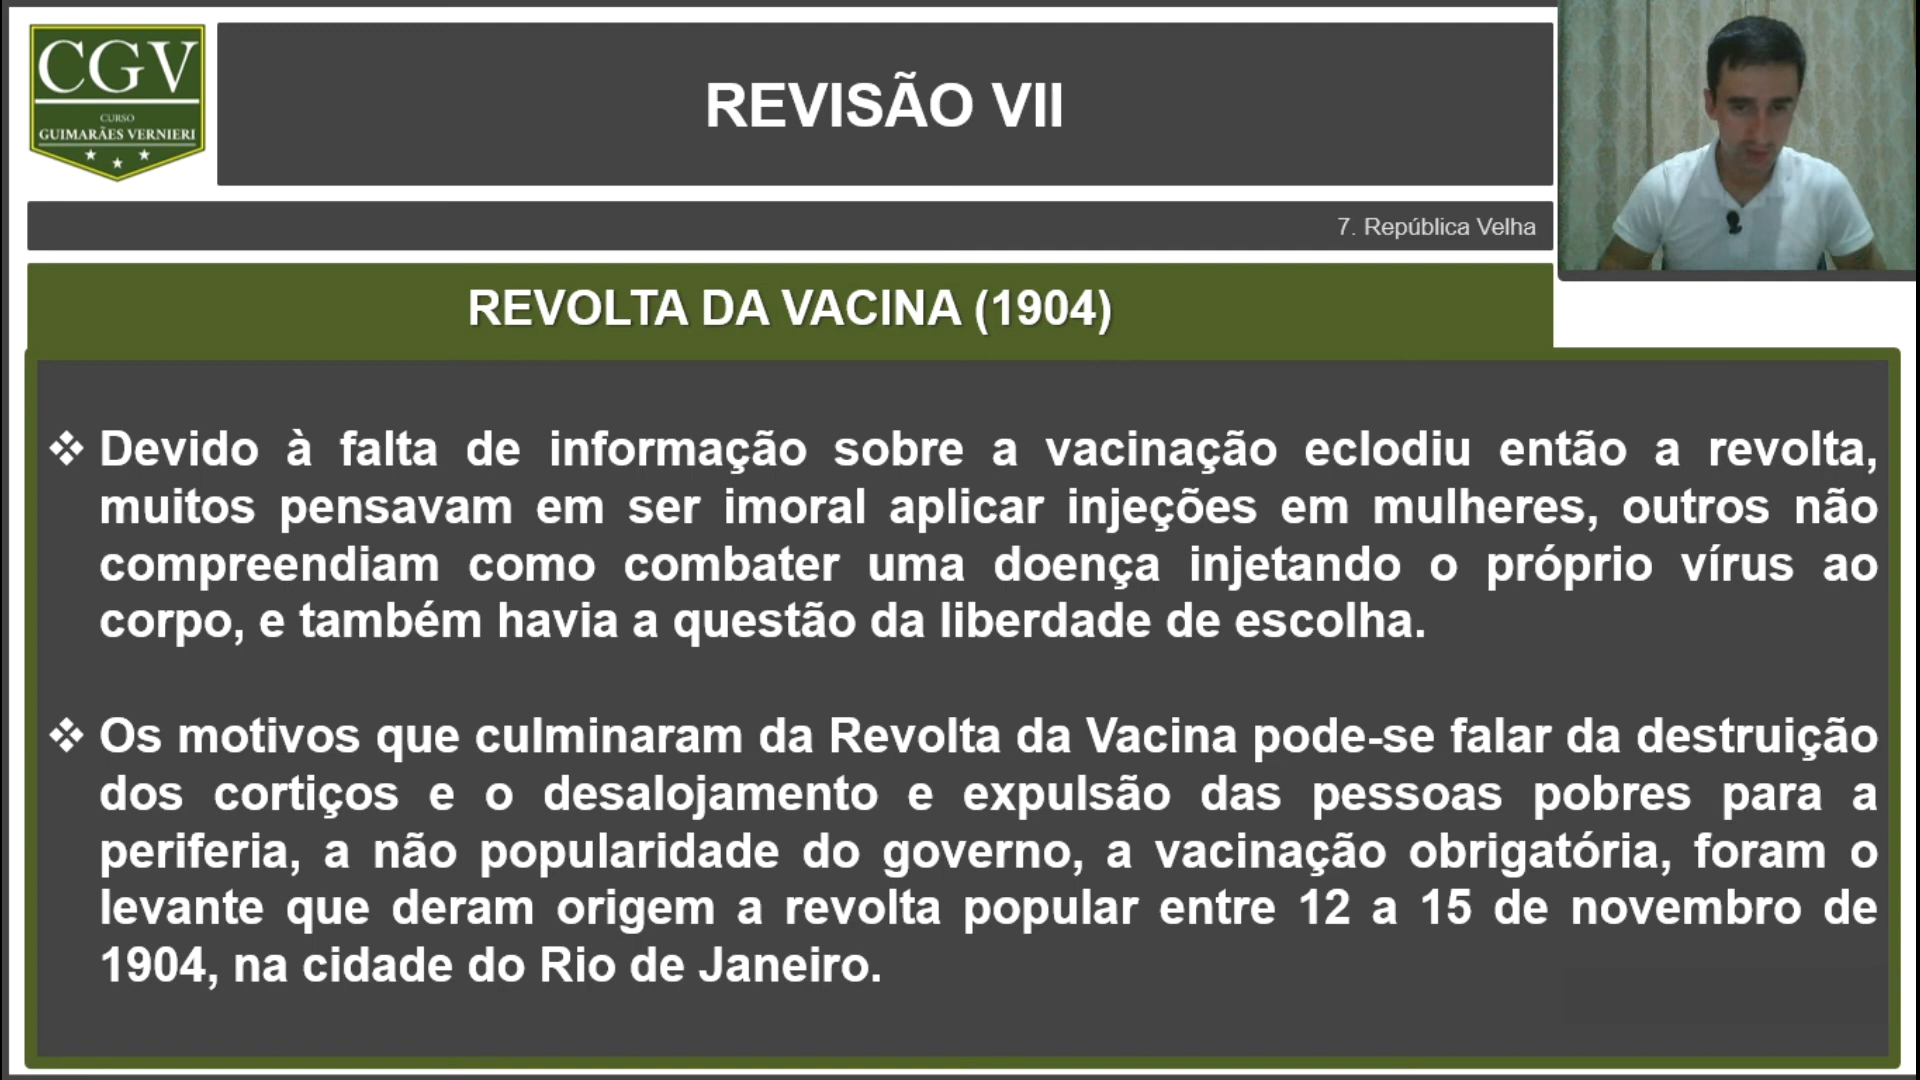 CGV
CURSO
GUIMARÃES VERNIERI
REVISÃO VII
7. República Velha
REVOLTA DA VACINA (1904)
❖ Devido à falta de informação sobre a vacinação eclodiu então a revolta,
muitos pensavam em ser imoral aplicar injeções em mulheres, outros não
compreendiam como combater uma doença injetando o próprio vírus ao
corpo, e também havia a questão da liberdade de escolha.
❖ Os motivos que culminaram da Revolta da Vacina pode-se falar da destruição
dos cortiços e o desalojamento e expulsão das pessoas pobres para a
periferia, a não popularidade do governo, a vacinação obrigatória, foram o
levante que deram origem a revolta popular entre 12 a 15 de novembro de
1904, na cidade do Rio de Janeiro.